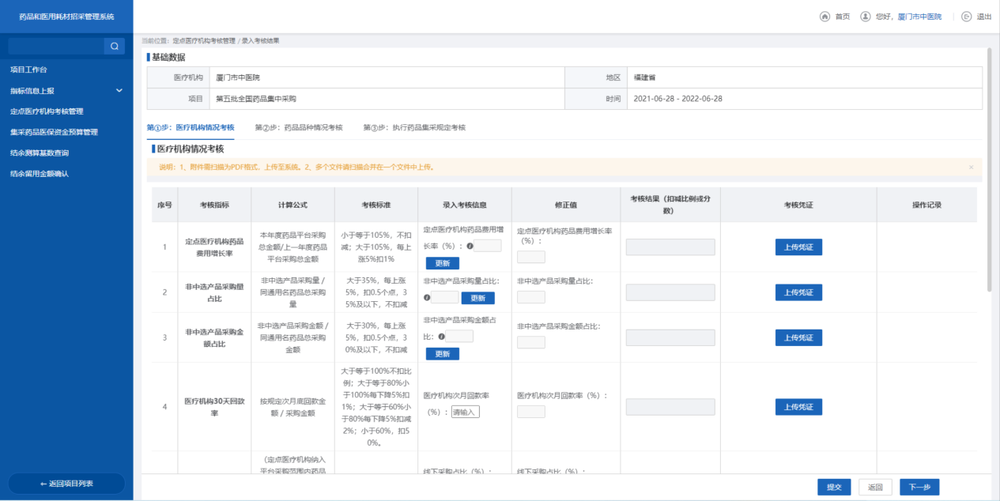 药品和医用耗材招采管理系统
首页
您好，厦门市中医院
退出
项目工作台
指标信息上报
定点医疗机构考核管理
集采药品医保资金预算管理
结余测算基数查询
结余留用金额确认
← 返回项目列表
当前位置：定点医疗机构考核管理 / 录入考核结果
基础数据
医疗机构 厦门市中医院 地区 福建省
项目 第五批全国药品集中采购 时间 2021-06-28 - 2022-06-28
第①步：医疗机构情况考核 第②步：药品品种情况考核 第③步：执行药品集采规定考核
医疗机构情况考核
说明：1、附件需扫描为PDF格式，上传至系统。2、多个文件请扫描合并在一个文件中上传。 ×
序号 考核指标 计算公式 考核标准 录入考核信息 修正值 考核结果（扣减比例或分
数） 考核凭证 操作记录
1
定点医疗机构药品
费用增长率
本年度药品平台采购
总金额/上一年度药品
平台采购总金额
小于等于105%，不扣
减；大于105%，每上
涨5%扣1%
定点医疗机构药品费用增
长率（%）：
更新
定点医疗机构药品费用增长率
（%）：
上传凭证
2
非中选产品采购量
占比
非中选产品采购量 /
同通用名药品总采购
量
大于35%，每上涨
5%，扣0.5个点，3
5%及以下，不扣减
非中选产品采购量占比：
更新
非中选产品采购量占比：
上传凭证
3
非中选产品采购金
额占比
非中选产品采购金额 /
同通用名药品总采购
金额
大于30%，每上涨
5%，扣0.5个点，3
0%及以下，不扣减
非中选产品采购金额占
比：
更新
非中选产品采购金额占比：
上传凭证
4
医疗机构30天回款
率
按规定次月底回款金
额 / 采购金额
大于等于100%不扣比
例；大于等于80%小
于100%每下降5%扣
1%；大于等于60%小
于80%每下降5%扣减
2%；小于60%，扣5
0%。
医疗机构次月回款率
（%）：请输入
医疗机构次月回款率（%）：
上传凭证
（定点医疗机构纳入
平台采购范围内药品
线下采购占比（%）：
线下采购占比（%）：
提交 返回 下一步